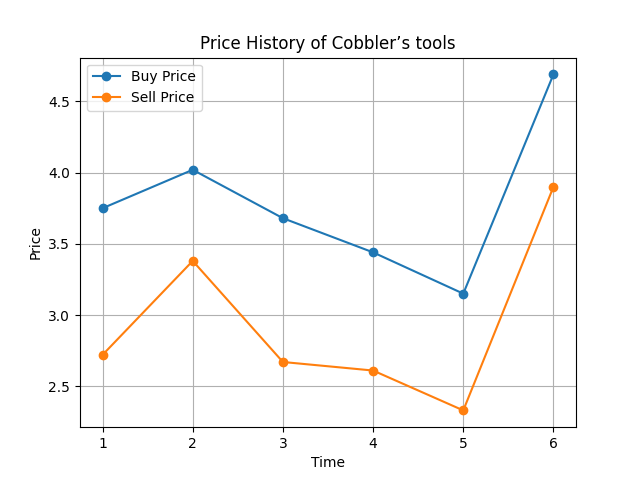 Price History of Cobbler’s tools
Buy Price
Sell Price
4.5
4.0
3.5
3.0
2.5
Price
1 2 3 4 5 6
Time